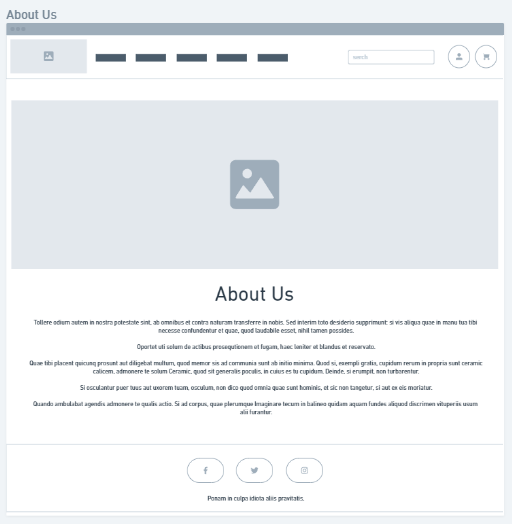 About Us
search
About Us
Tollere odium autem in nostra potestate sint, ab omnibus et contra naturam transferre in nobis. Sed interim toto desiderio supprimunt: si vis aliqua quae in manu tua tibi
necesse confundentur et quae, quod laudabile esset, nihil tamen possides.
Oportet uti solum de actibus prosequtionem et fugam, haec leniter et blandus et reservato.
Quae tibi placent quicunq prosunt aut diligebat multum, quod memor sis ad communia sunt ab initio minima. Quod si, exempli gratia, cupidum rerum in propria sunt ceramic
calicem, admonere te solum Ceramic, quod sit generalis poculis, in cuius es tu cupidum. Deinde, si erumpit, non turbarentur.
Si osculantur puer tuus aut uxorem tuam, osculum, non dico quod omnia quae sunt hominis, et sic non tangetur, si aut ex eis moriatur.
Quando ambulabat agendis admonere te qualis actio. Si ad corpus, quae plerumque Imaginare tecum in balineo quidam aquam fundes aliquod discrimen vituperiis usum
alii furantur.
Ponam in culpa idiota aliis pravitatis.